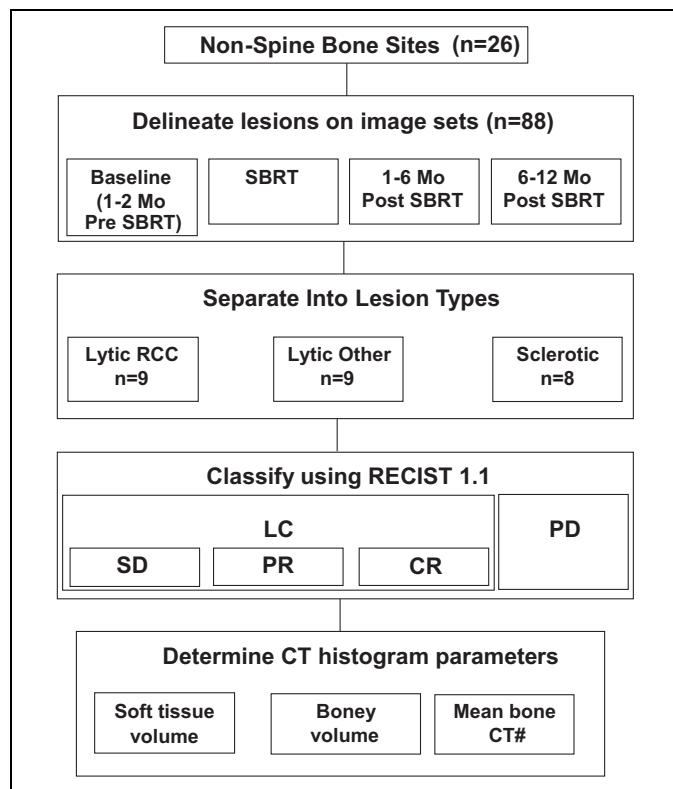 Non-Spine Bone Sites (n=26)
Delineate lesions on image sets (n=88)
Baseline
(1-2 Mo
Pre SBRT)
SBRT
1-6 Mo
Post SBRT
6-12 Mo
Post SBRT
Separate Into Lesion Types
Lytic RCC
n=9
Lytic Other
n=9
Sclerotic
n=8
Classify using RECIST 1.1
LC
SD
PR
CR
PD
Determine CT histogram parameters
Soft tissue
volume
Boney
volume
Mean bone
CT#